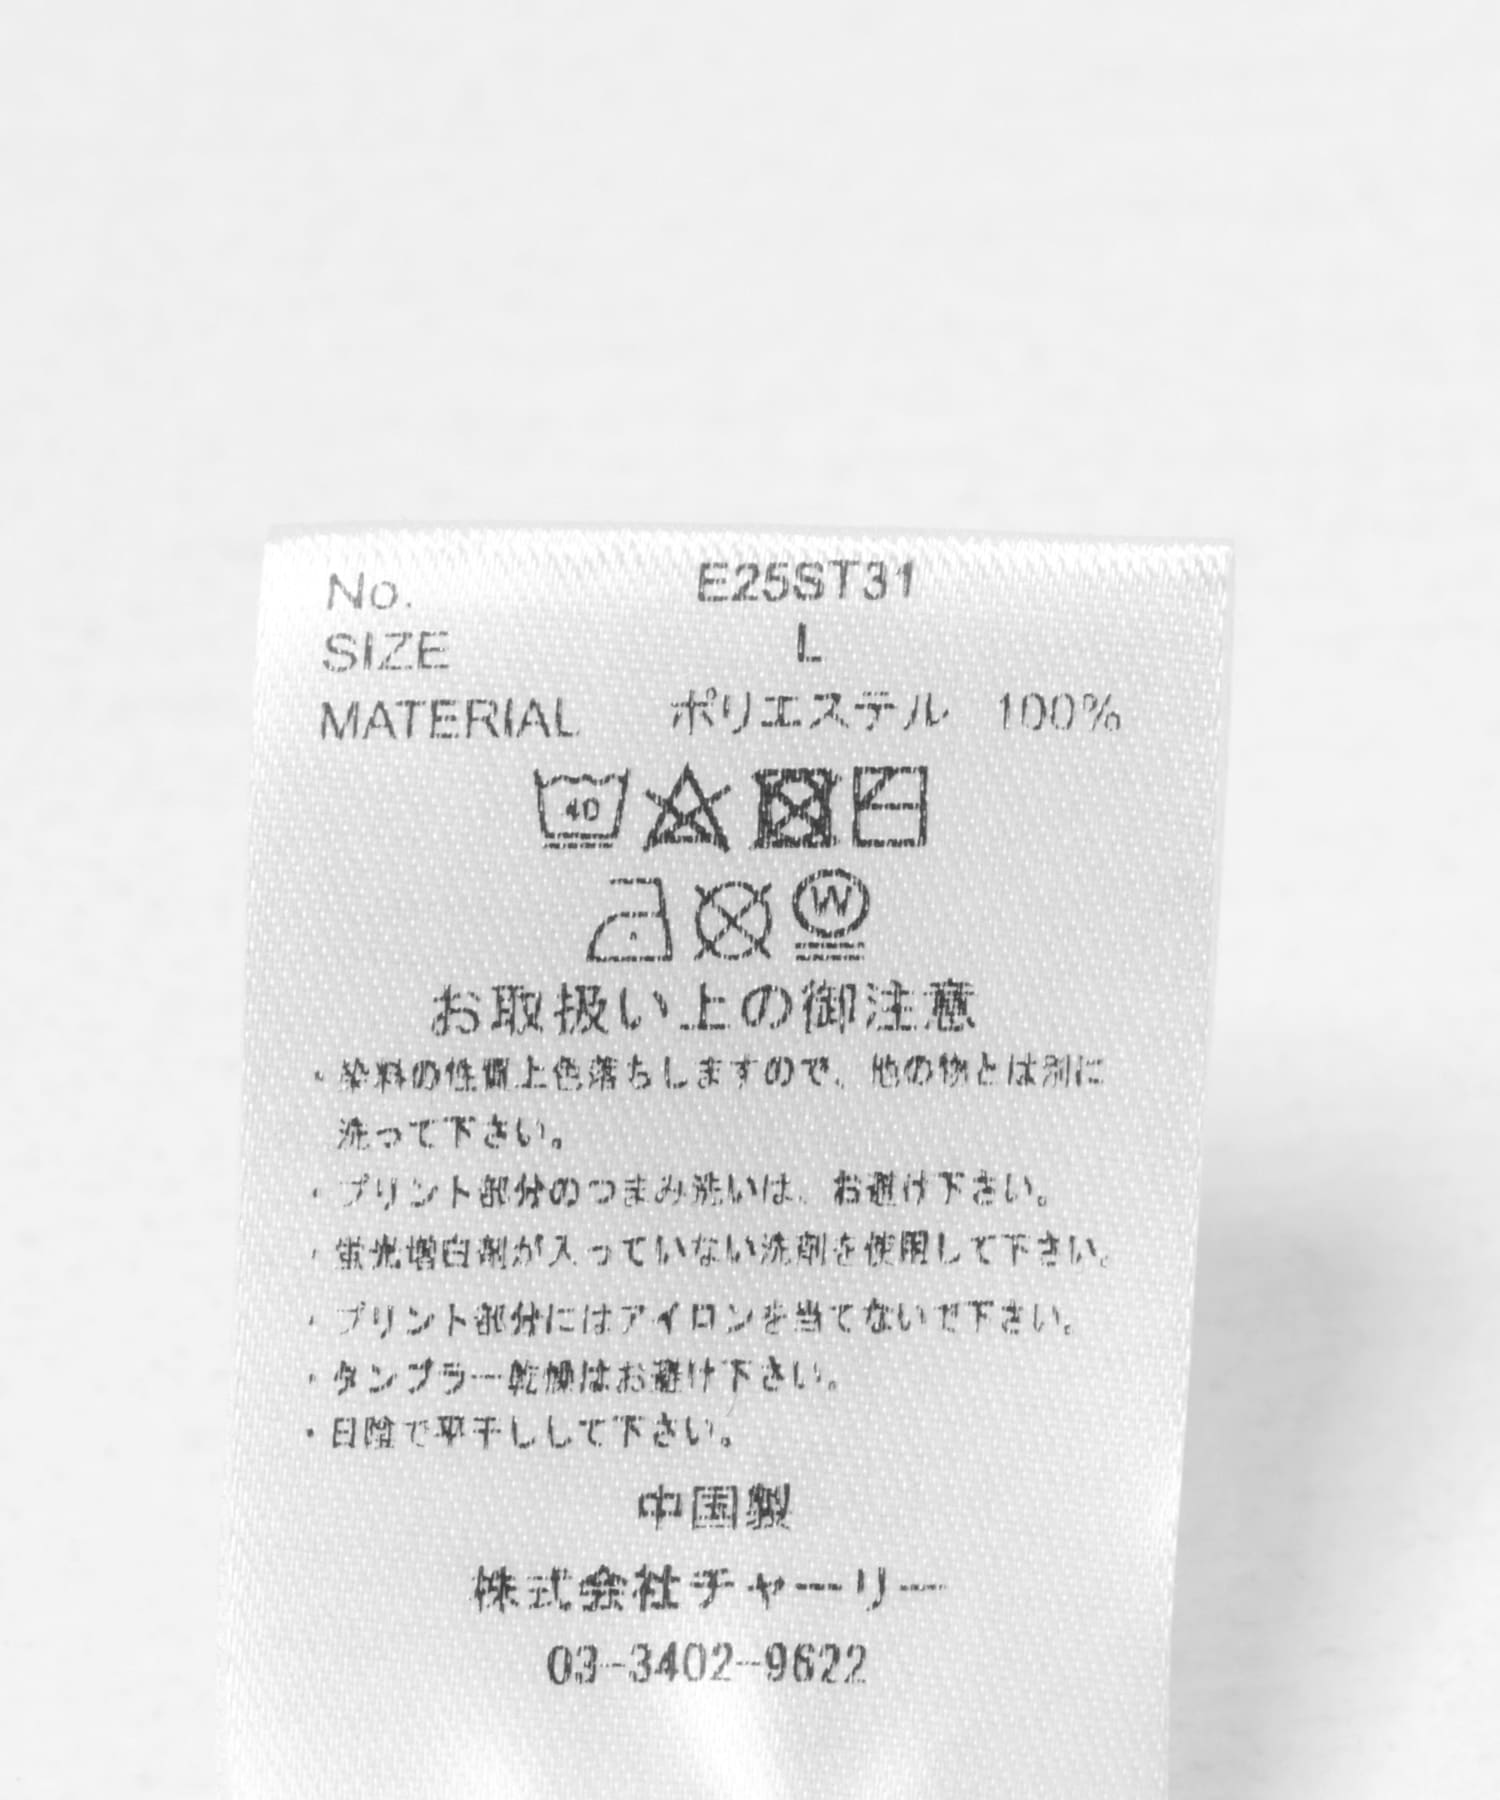 No. E25ST31
SIZE L
MATERIAL ポリエステル 100%
40
W
お取扱い上の御注意
・染料の性質上色落ちしますので、他の物とは別に
洗って下さい。
・プリント部分のつまみ洗いは、お避け下さい。
・蛍光増白剤が入っていない洗剤を使用して下さい。
・プリント部分にはアイロンを当てないで下さい。
・タンブラー乾燥はお避け下さい。
・日陰で平干しして下さい。
中国製
株式会社チャーリー
03-3402-9622